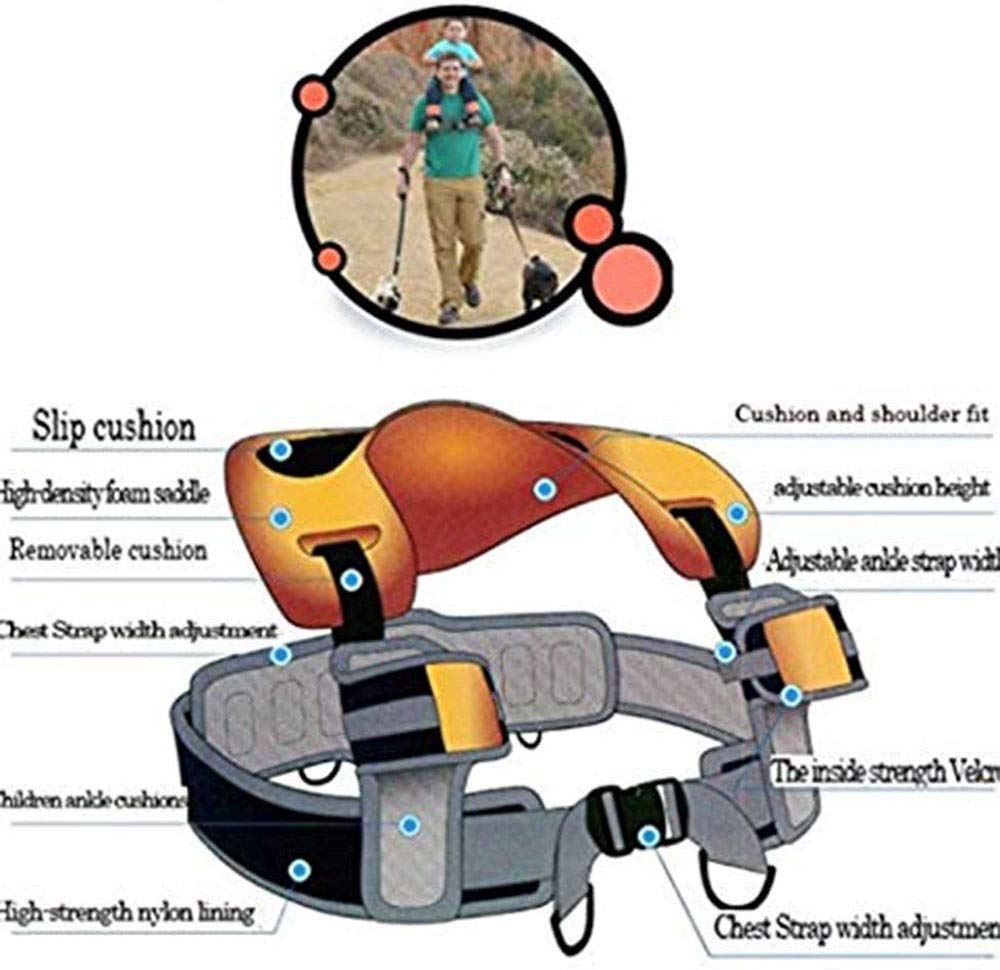 Slip cushion
High-density foam saddle
Removable cushion
Chest Strap width adjustment
Children ankle cushions
High-strength nylon lining
Cushion and shoulder fit
adjustable cushion height
Adjustable ankle strap width
The inside strength Velcro
Chest Strap width adjustmen